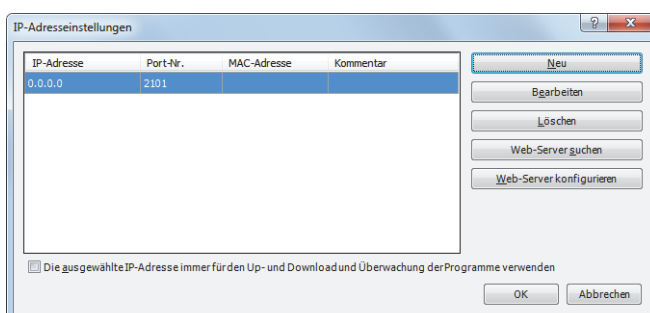 IP-Adresseinstellungen
IP-Adresse Port-Nr. MAC-Adresse Kommentar
0.0.0.0 2101
Neu
Bearbeiten
Löschen
Web-Server suchen
Web-Server konfigurieren
Die ausgewählte IP-Adresse immer für den Up- und Download und Überwachung der Programme verwenden
OK Abbrechen